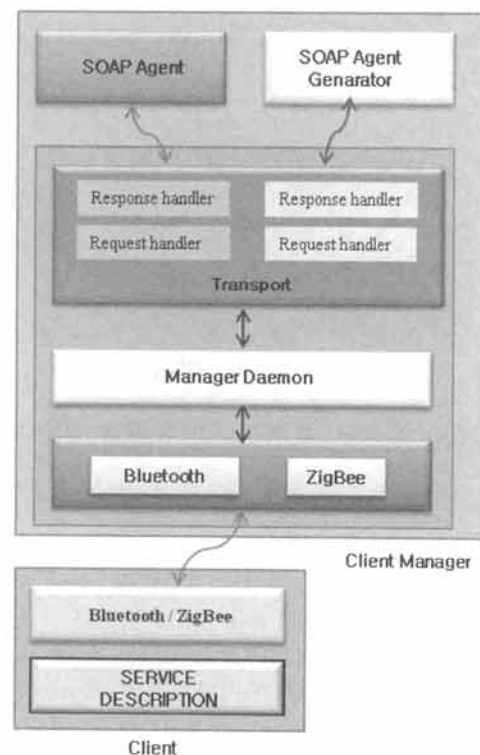 SOAP Agent
SOAP Agent
Genarator
Response handler
Response handler
Request handler
Request handler
Transport
Manager Daemon
Bluetooth
ZigBee
Client Manager
Bluetooth / ZigBee
SERVICE
DESCRIPTION
Client